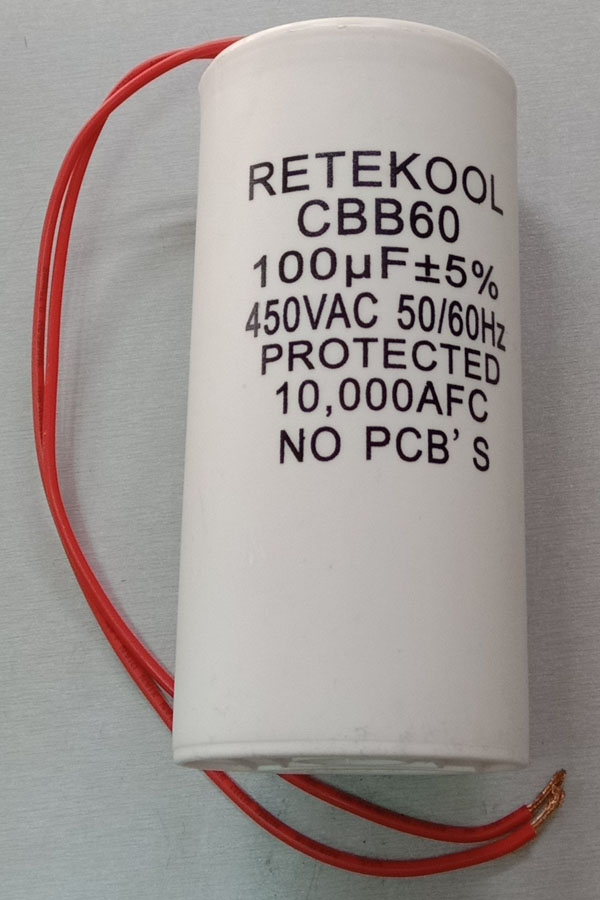 RETEKOOL
CBB60
100µF±5%
450VAC 50/60Hz
PROTECTED
10,000AFC
NO PCB'S